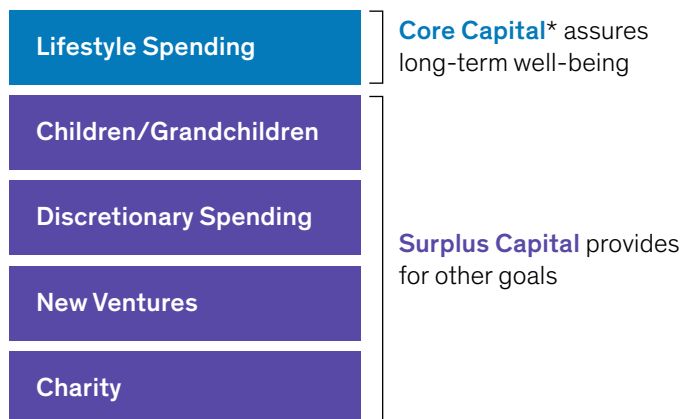 Lifestyle Spending
Core Capital* assures
long-term well-being
Children/Grandchildren
Discretionary Spending
Surplus Capital provides
for other goals
New Ventures
Charity